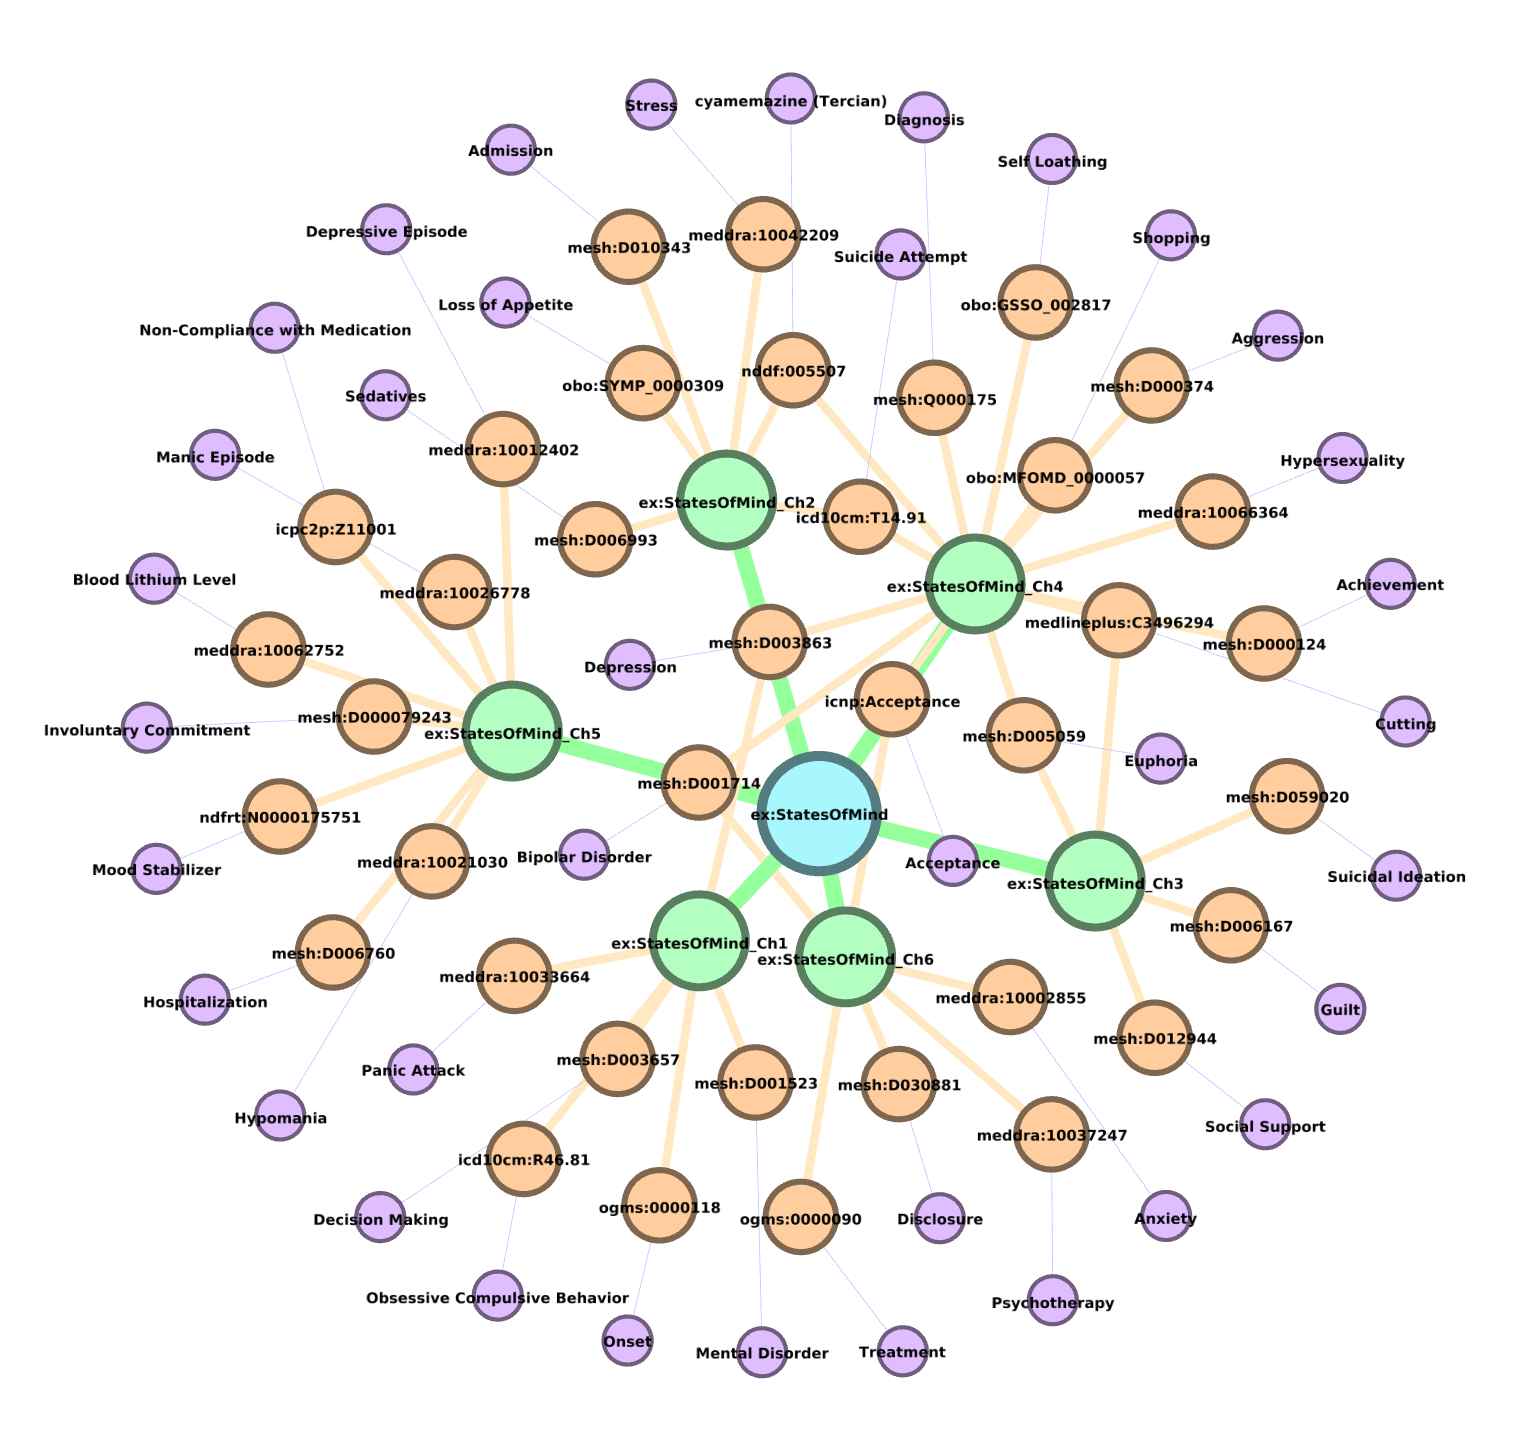 cyamemazine (Tercian)
Stress
Diagnosis
Admission
Self Loathing
Depressive Episode
meddra:10042209
Shopping
mesh:D010343
Suicide Attempt
Loss of Appetite
obo:GSSO_002817
Non-Compliance with Medication
Aggression
nddf:005507
obo:SYMP_0000309
mesh:D000374
Sedatives
mesh:Q000175
meddra:10012402
Manic Episode
Hypersexuality
obo:MFOMD_0000057
ex:StatesOfMind_Ch2
meddra:10066364
icd10cm:T14.91
icpc2p:Z11001
mesh:D006993
Blood Lithium Level
ex:StatesOfMind_Ch4
Achievement
meddra:10026778
medlineplus:C3496294
mesh:D003863
mesh:D000124
meddra:10062752
Depression
icnp:Acceptance
mesh:D000079243
Cutting
Involuntary Commitment
ex:StatesOfMind_Ch5
mesh:D005059
Euphoria
mesh:D001714
mesh:D059020
ex:StatesOfMind
ndfrt:N0000175751
Bipolar Disorder
meddra:10021030
Acceptance
Mood Stabilizer
Suicidal Ideation
ex:StatesOfMind_Ch3
mesh:D006167
ex:StatesOfMind_Ch1
mesh:D006760
ex:StatesOfMind_Ch6
meddra:10033664
meddra:10002855
Hospitalization
Guilt
mesh:D012944
mesh:D003657
Panic Attack
mesh:D001523
mesh:D030881
Hypomania
Social Support
meddra:10037247
icd10cm:R46.81
ogms:0000118
Decision Making
ogms:0000090
Disclosure
Anxiety
Obsessive Compulsive Behavior
Psychotherapy
Onset
Mental Disorder
Treatment